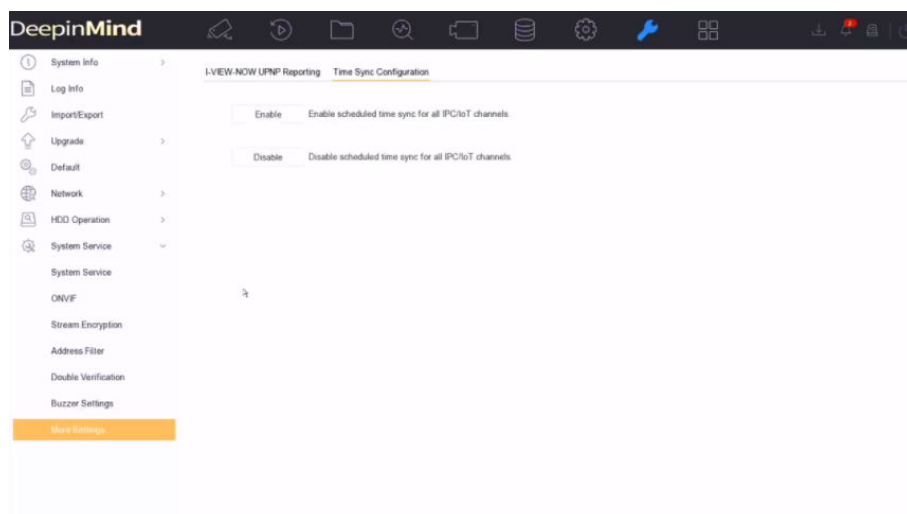 DeepinMind
2
System Info
Log Info
Import/Export
Upgrade
Default
Network
HDD Operation
System Service
System Service
ONVIF
Stream Encryption
Address Filter
Double Verification
Buzzer Settings
More Settings
I-VIEW-NOW UPNP Reporting Time Sync Configuration
Enable Enable scheduled time sync for all IPC/IoT channels.
Disable Disable scheduled time sync for all IPC/IoT channels.